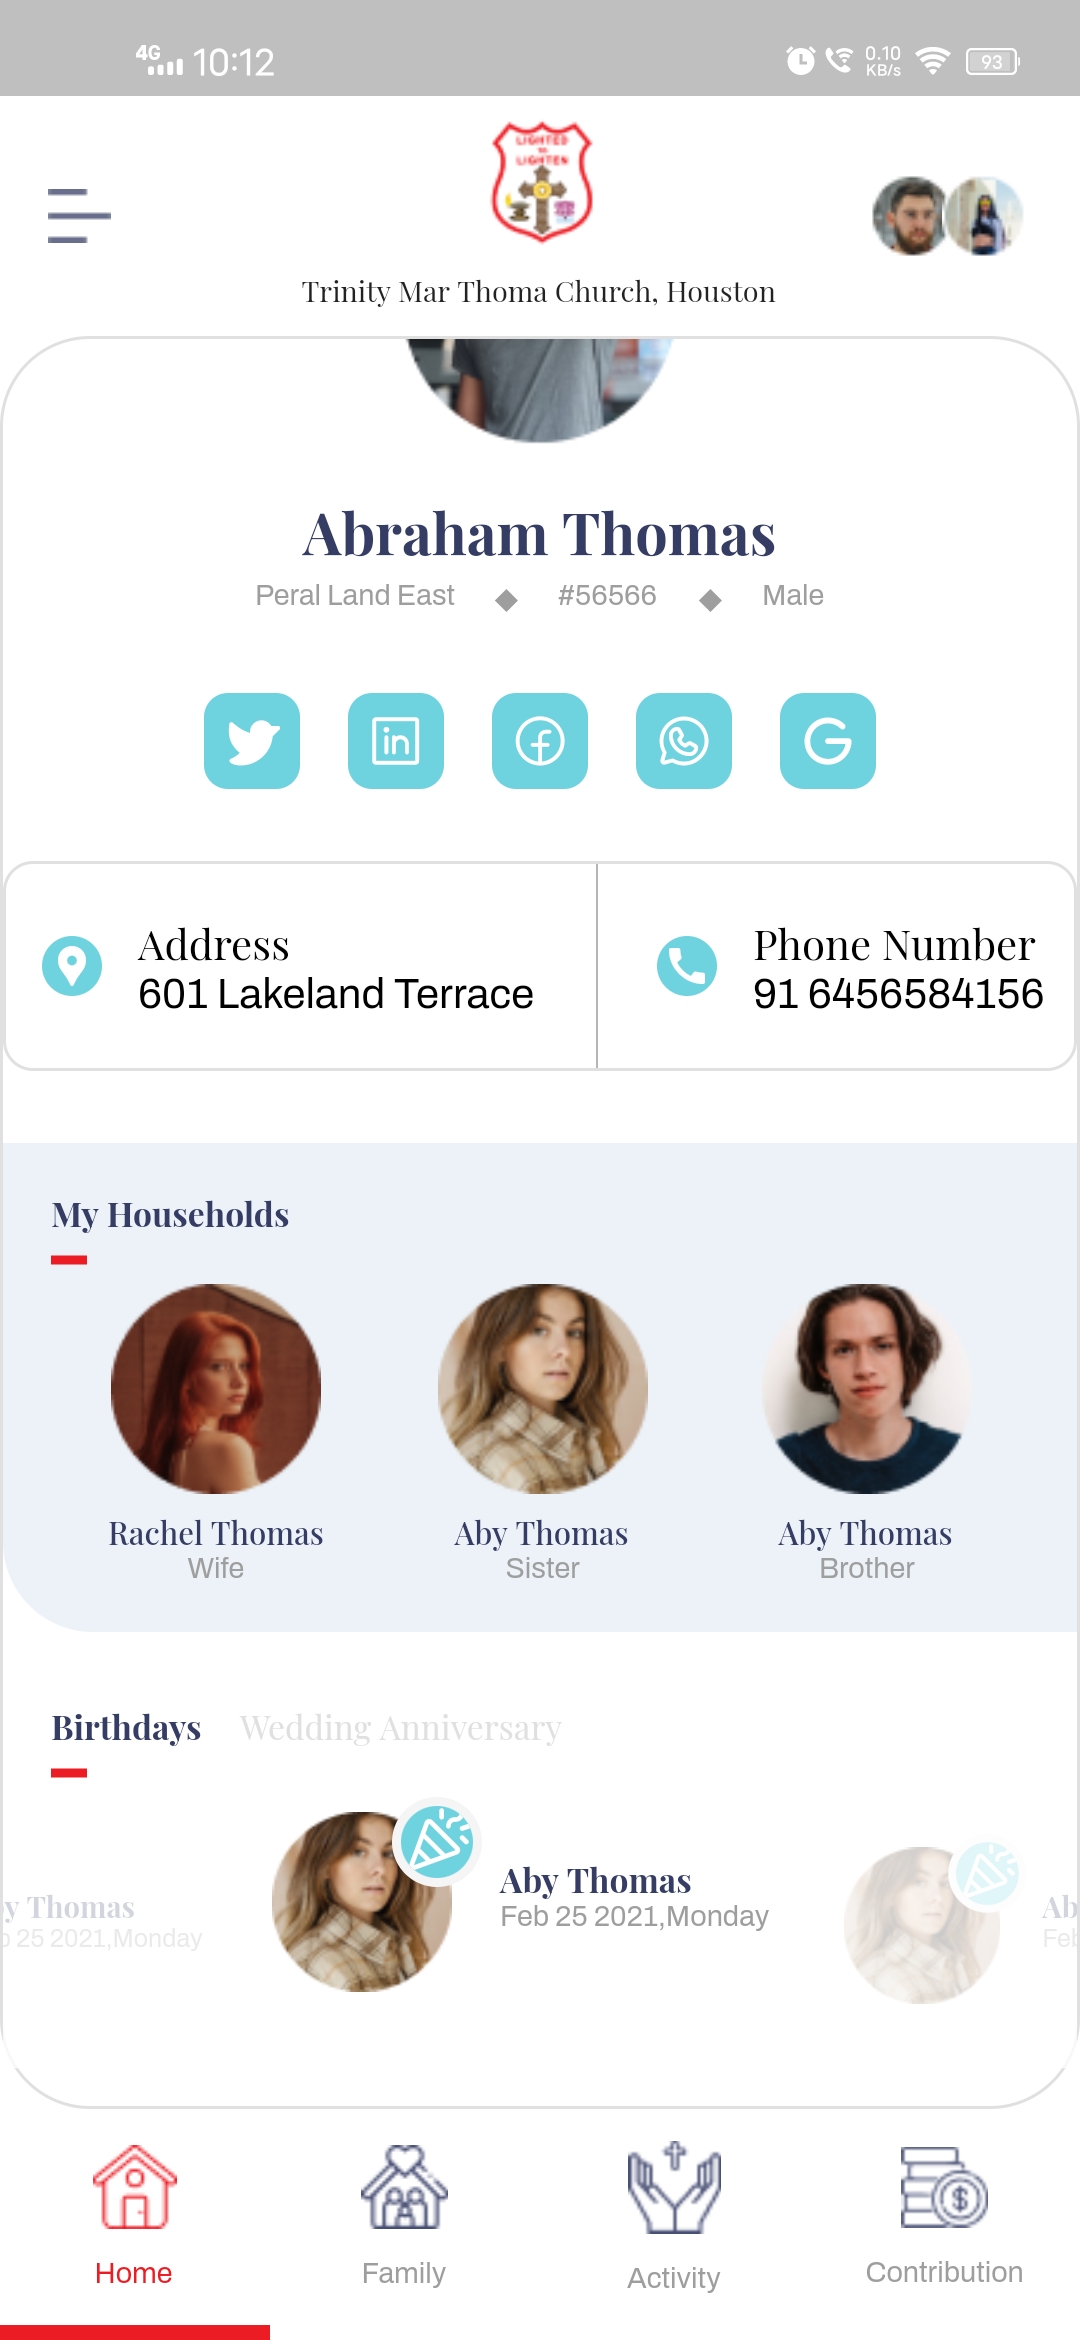 4G 10:12 0.10 KB/s 93
LIGHTED
TO
LIGHTEN
Trinity Mar Thoma Church, Houston
Abraham Thomas
Peral Land East ◆ #56566 ◆ Male
Address
601 Lakeland Terrace
Phone Number
91 6456584156
My Households
Rachel Thomas
Wife
Aby Thomas
Sister
Aby Thomas
Brother
Birthdays Wedding Anniversary
y Thomas
25 2021,Monday
Aby Thomas
Feb 25 2021,Monday
Ab
Feb
Home
Family
Activity
Contribution